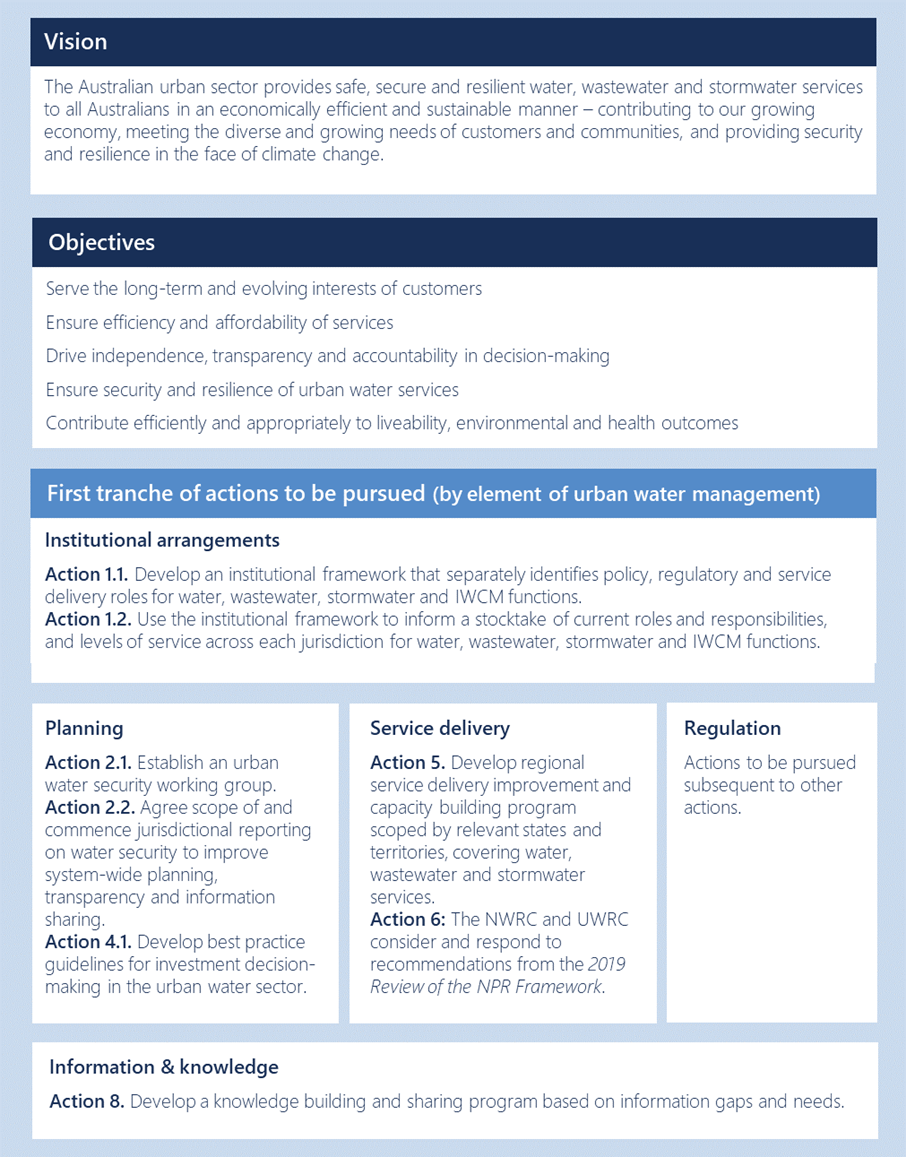 Vision
The Australian urban sector provides safe, secure and resilient water, wastewater and stormwater services
to all Australians in an economically efficient and sustainable manner – contributing to our growing
economy, meeting the diverse and growing needs of customers and communities, and providing security
and resilience in the face of climate change.
Objectives
Serve the long-term and evolving interests of customers
Ensure efficiency and affordability of services
Drive independence, transparency and accountability in decision-making
Ensure security and resilience of urban water services
Contribute efficiently and appropriately to liveability, environmental and health outcomes
First tranche of actions to be pursued (by element of urban water management)
Institutional arrangements
Action 1.1. Develop an institutional framework that separately identifies policy, regulatory and service
delivery roles for water, wastewater, stormwater and IWCM functions.
Action 1.2. Use the institutional framework to inform a stocktake of current roles and responsibilities,
and levels of service across each jurisdiction for water, wastewater, stormwater and IWCM functions.
Planning
Action 2.1. Establish an urban
water security working group.
Action 2.2. Agree scope of and
commence jurisdictional reporting
on water security to improve
system-wide planning,
transparency and information
sharing.
Action 4.1. Develop best practice
guidelines for investment decision-
making in the urban water sector.
Service delivery
Action 5. Develop regional
service delivery improvement and
capacity building program
scoped by relevant states and
territories, covering water,
wastewater and stormwater
services.
Action 6: The NWRC and UWRC
consider and respond to
recommendations from the 2019
Review of the NPR Framework.
Regulation
Actions to be pursued
subsequent to other
actions.
Information & knowledge
Action 8. Develop a knowledge building and sharing program based on information gaps and needs.